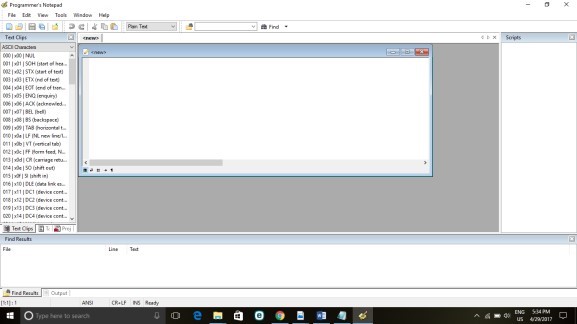 Programmer's Notepad
File Edit View Tools Window Help
Plain Text
Find
Text Clips
<new>
Scripts
ASCII Characters
000 | x00 | NUL
001 | x01 | SOH (start of hea...
002 | x02 | STX (start of text)
003 | x03 | ETX (nd of text)
004 | x04 | EOT (end of tran...
005 | x05 | ENQ (enquiry)
006 | x06 | ACK (acknowled...
007 | x07 | BEL (bell)
008 | x08 | BS (backspace)
009 | x09 | TAB (horizontal t...
010 | x0a | LF (NL new line/l...
011 | x0b | VT (vertical tab)
012 | x0c | FF (form feed, N...
013 | x0d | CR (carriage retu...
014 | x0e | SO (shift out)
015 | x0f | SI (shift in)
016 | x10 | DLE (data link es...
017 | x11 | DC1 (device cont...
018 | x12 | DC2 (device cont...
019 | x13 | DC3 (device cont...
020 | x14 | DC4 (device cont...
<new>
Text Clips
Proj
Find Results
File Line Text
Find Results Output
[1:1] : 1 ANSI CR+LF INS Ready
Type here to search
ENG
US
5:34 PM
4/29/2017